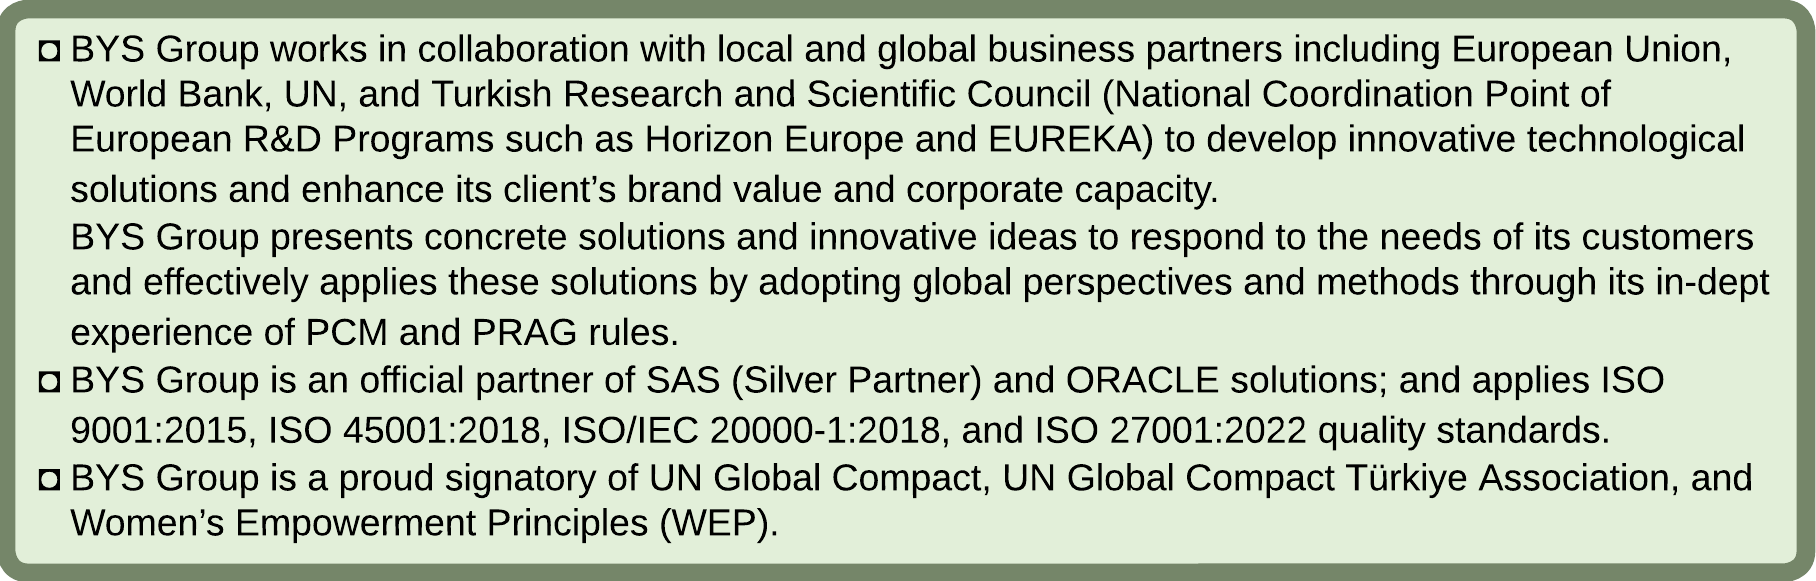 ◘ BYS Group works in collaboration with local and global business partners including European Union,
World Bank, UN, and Turkish Research and Scientific Council (National Coordination Point of
European R&D Programs such as Horizon Europe and EUREKA) to develop innovative technological
solutions and enhance its client’s brand value and corporate capacity.
BYS Group presents concrete solutions and innovative ideas to respond to the needs of its customers
and effectively applies these solutions by adopting global perspectives and methods through its in-dept
experience of PCM and PRAG rules.
◘ BYS Group is an official partner of SAS (Silver Partner) and ORACLE solutions; and applies ISO
9001:2015, ISO 45001:2018, ISO/IEC 20000-1:2018, and ISO 27001:2022 quality standards.
◘ BYS Group is a proud signatory of UN Global Compact, UN Global Compact Türkiye Association, and
Women’s Empowerment Principles (WEP).